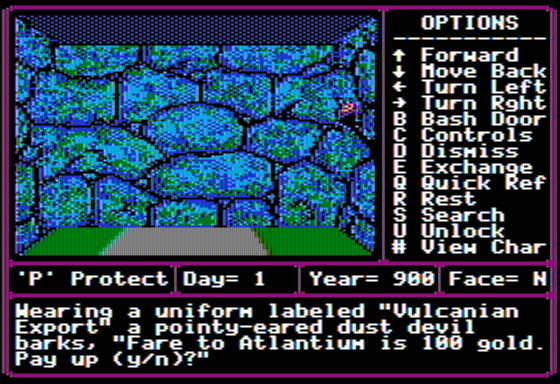 OPTIONS
------------
↑ Forward
↓ Move Back
← Turn Left
→ Turn Rght
B Bash Door
C Controls
D Dismiss
E Exchange
Q Quick Ref
R Rest
S Search
U Unlock
# View Char
'P' Protect Day= 1 Year= 900 Face= N
Wearing a uniform labeled "Vulcanian
Export" a pointy-eared dust devil
barks, "Fare to Atlantium is 100 gold.
Pay up (y/n)?"